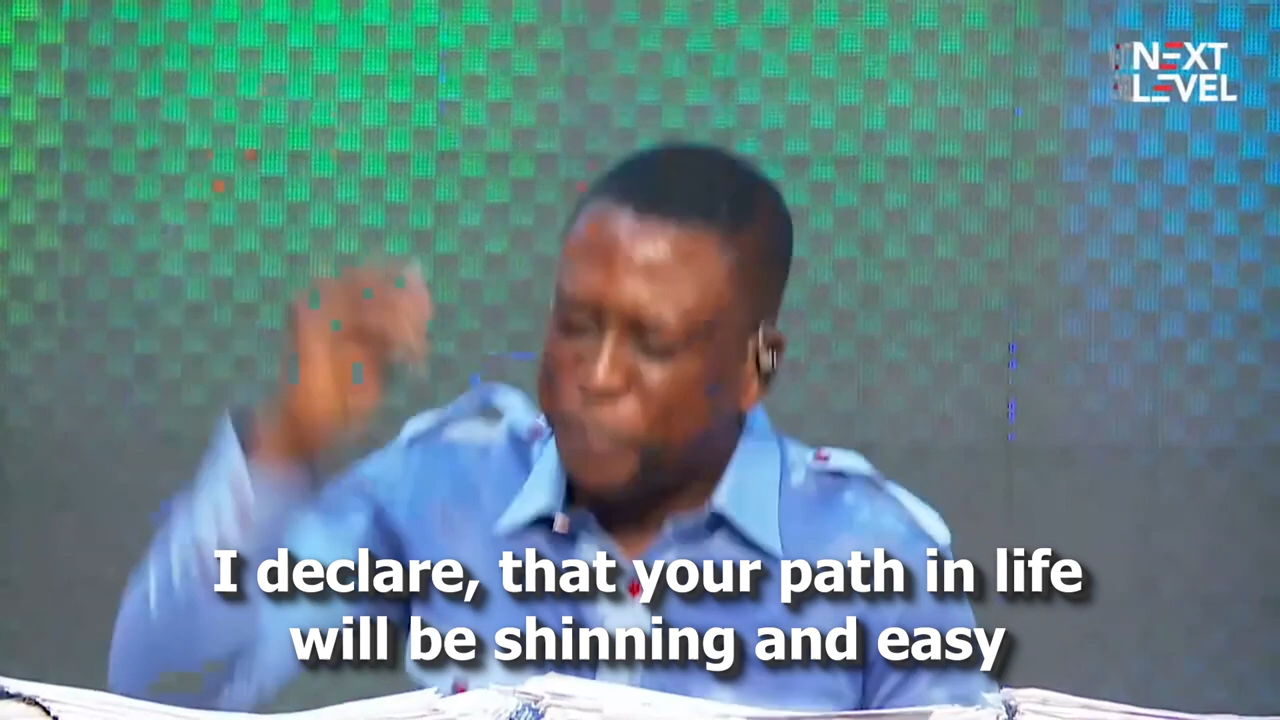 NEXT
LEVEL
I declare, that your path in life
will be shinning and easy